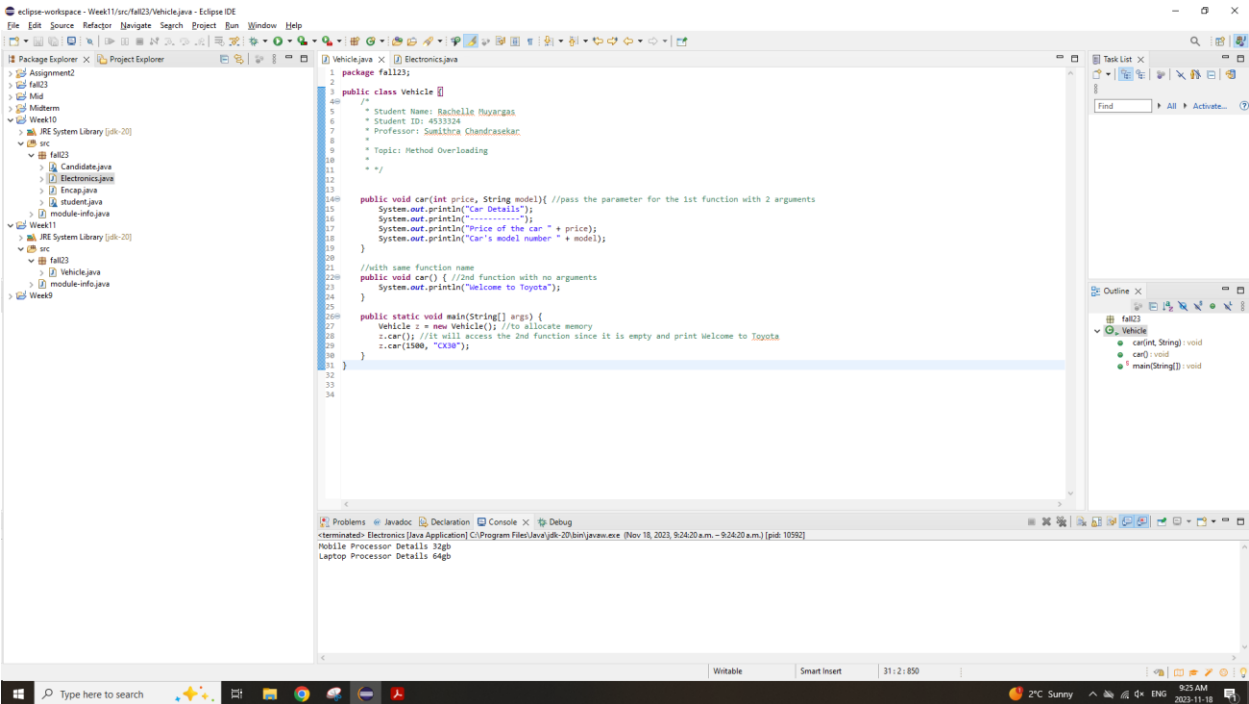 eclipse-workspace - Week11/src/fall23/Vehicle.java - Eclipse IDE
File Edit Source Refactor Navigate Search Project Run Window Help
Package Explorer Project Explorer
Assignment2
fall23
Mid
Midterm
Week10
JRE System Library [jdk-20]
src
fall23
Candidate.java
Electronics.java
Encap.java
student.java
module-info.java
Week11
JRE System Library [jdk-20]
src
fall23
Vehicle.java
module-info.java
Week9
Vehicle.java Electronics.java
1 package fall23;
2
3 public class Vehicle {
4 /*
5 * Student Name: Rachelle Muyargas
6 * Student ID: 4533324
7 * Professor: Sumithra Chandrasekar
8 *
9 * Topic: Method Overloading
10 *
11 * */
12
13
14 public void car(int price, String model){ //pass the parameter for the 1st function with 2 arguments
15 System.out.println("Car Details");
16 System.out.println("-----------");
17 System.out.println("Price of the car " + price);
18 System.out.println("Car's model number " + model);
19 }
20
21 //with same function name
22 public void car() { //2nd function with no arguments
23 System.out.println("Welcome to Toyota");
24 }
25
26 public static void main(String[] args) {
27 Vehicle z = new Vehicle(); //to allocate memory
28 z.car(); //it will access the 2nd function since it is empty and print Welcome to Toyota
29 z.car(1500, "CX30");
30 }
31 }
32
33
34
Task List
Find All Activate...
Outline
fall23
Vehicle
car(int, String) : void
car() : void
main(String[]) : void
Problems Javadoc Declaration Console Debug
<terminated> Electronics [Java Application] C:\Program Files\Java\jdk-20\bin\javaw.exe (Nov 18, 2023, 9:24:20 a.m. – 9:24:20 a.m.) [pid: 10592]
Mobile Processor Details 32gb
Laptop Processor Details 64gb
Writable Smart Insert 31 : 2 : 850
Type here to search 2°C Sunny ENG 9:25 AM
2023-11-18